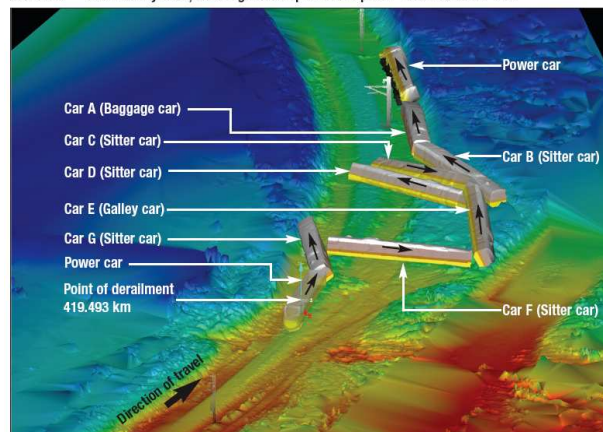 Power car
Car A (Baggage car)
Car C (Sitter car)
Car B (Sitter car)
Car D (Sitter car)
Car E (Galley car)
Car G (Sitter car)
Power car
Point of derailment
419.493 km
Car F (Sitter car)
Direction of travel